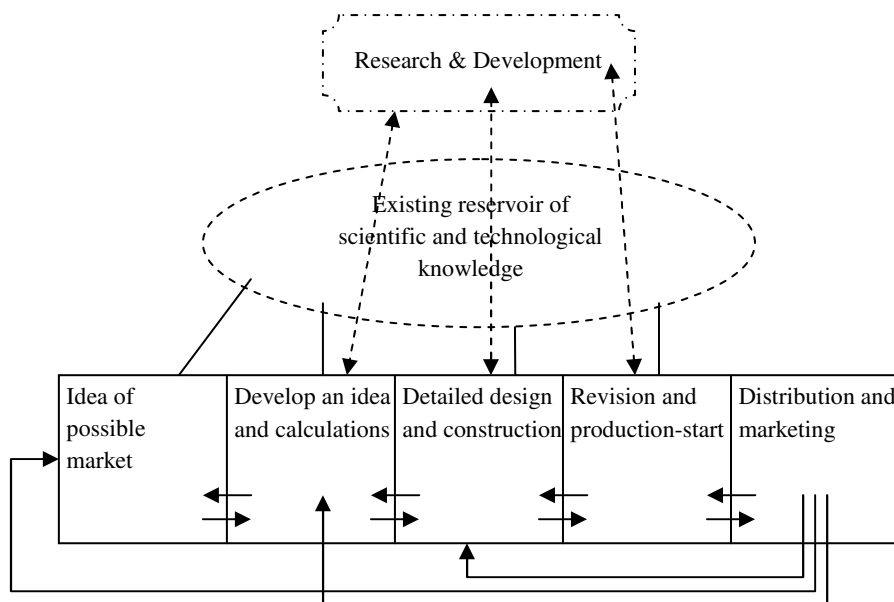 Research & Development
Existing reservoir of
scientific and technological
knowledge
Idea of
possible
market
Develop an idea
and calculations
Detailed design
and construction
Revision and
production-start
Distribution and
marketing